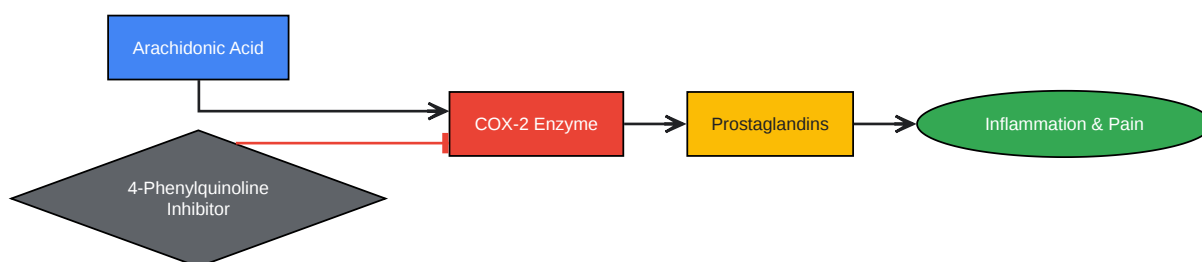 Arachidonic Acid
COX-2 Enzyme
Prostaglandins
Inflammation & Pain
4-Phenylquinoline
Inhibitor